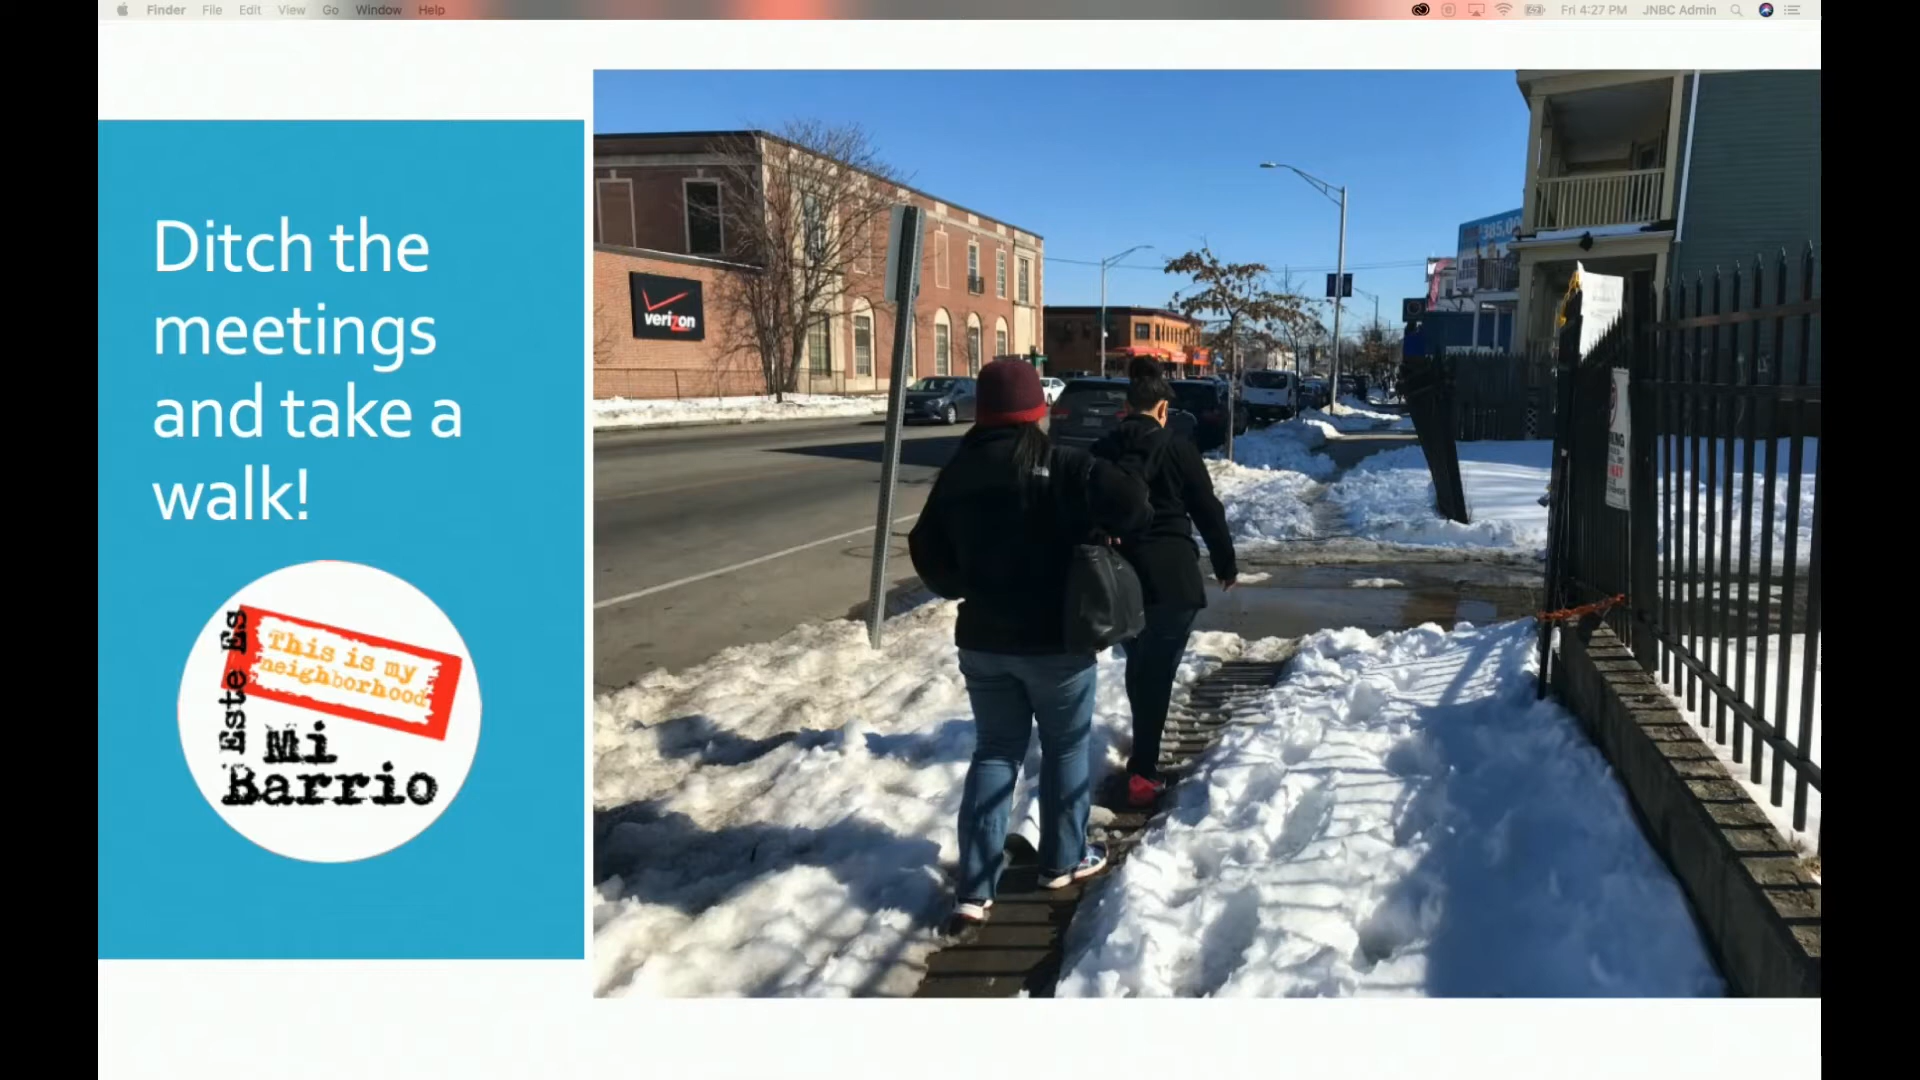 Finder File Edit View Go Window Help
Fri 4:27 PM JNBC Admin
Ditch the
meetings
and take a
walk!
Este Es
This is my
neighborhood
Mi
Barrio
verizon